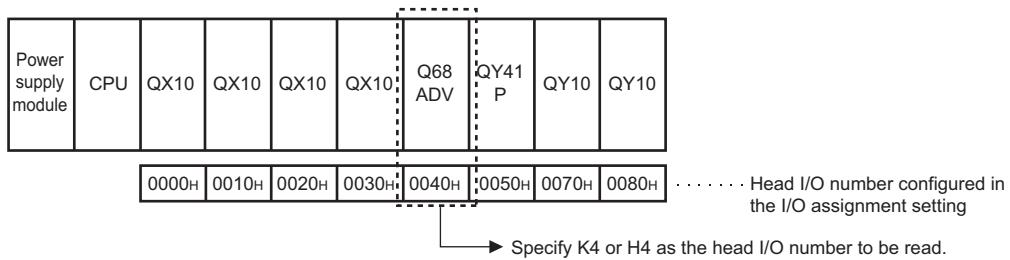 Power
supply
module
CPU
QX10
QX10
QX10
QX10
Q68
ADV
QY41
P
QY10
QY10
0000H
0010H
0020H
0030H
0040H
0050H
0070H
0080H
Head I/O number configured in
the I/O assignment setting
Specify K4 or H4 as the head I/O number to be read.